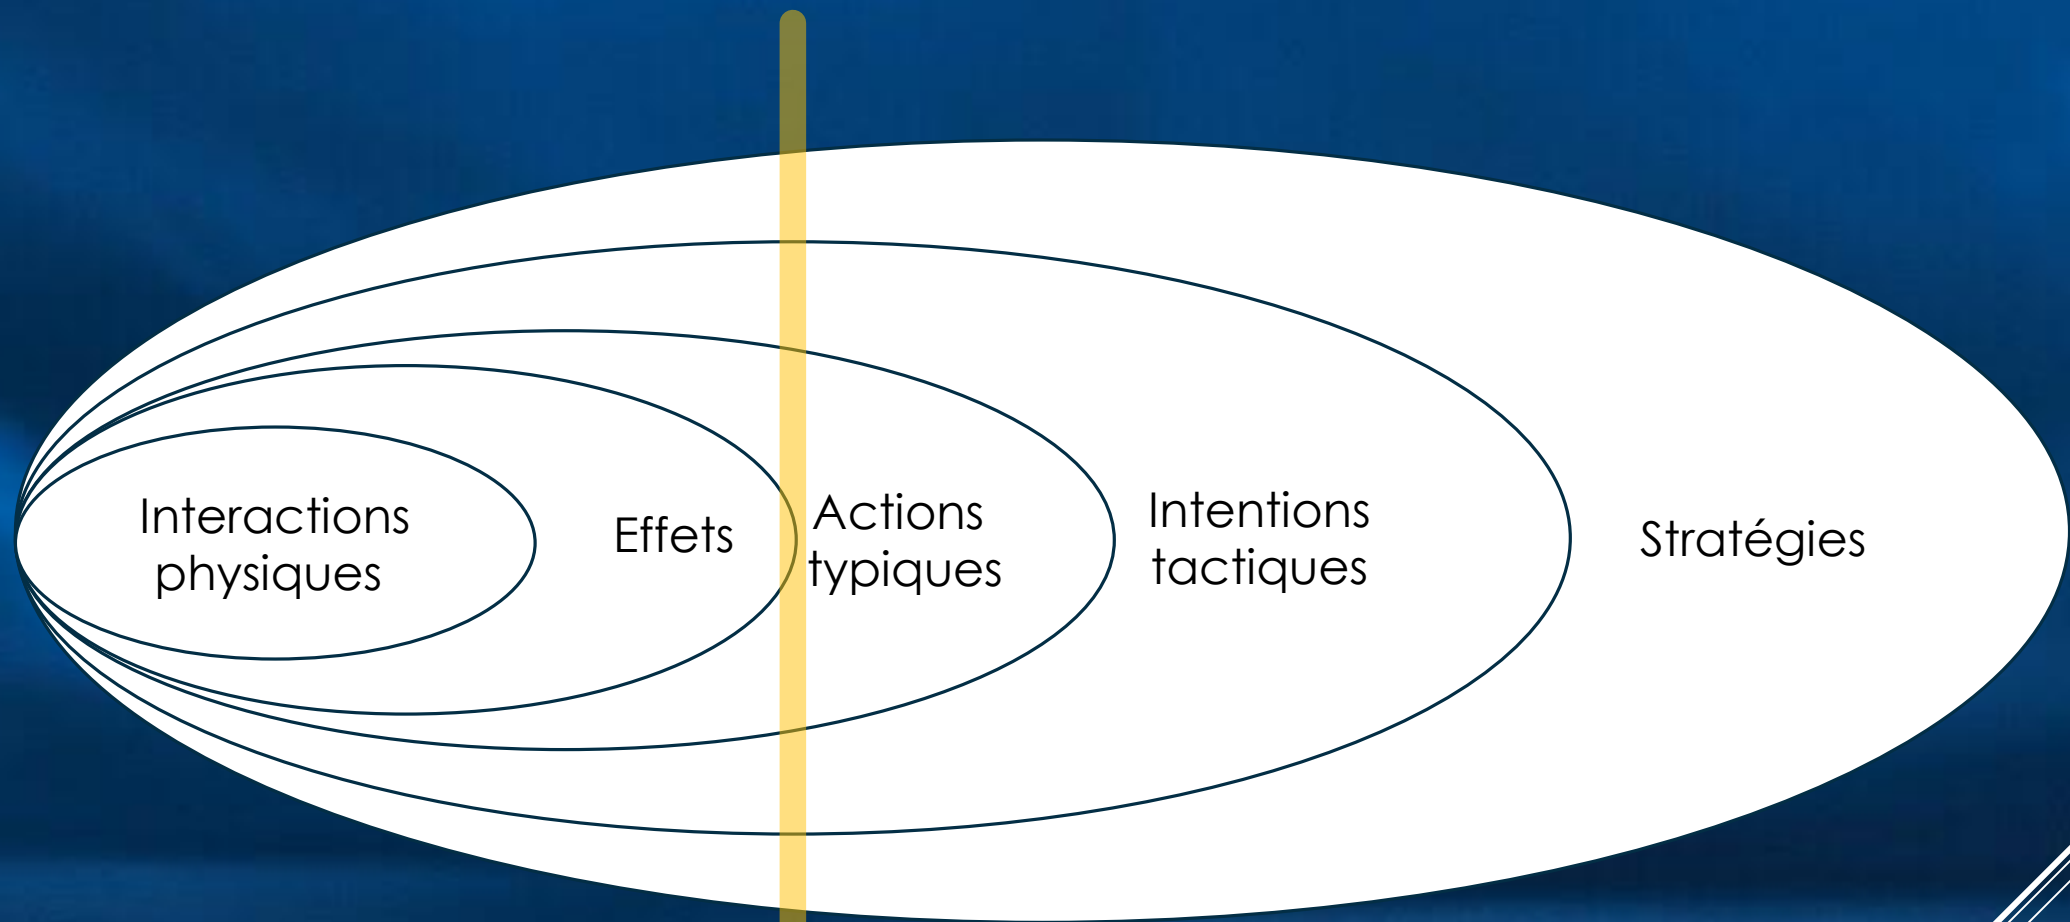 Interactions
physiques
Effets
Actions
typiques
Intentions
tactiques
Stratégies